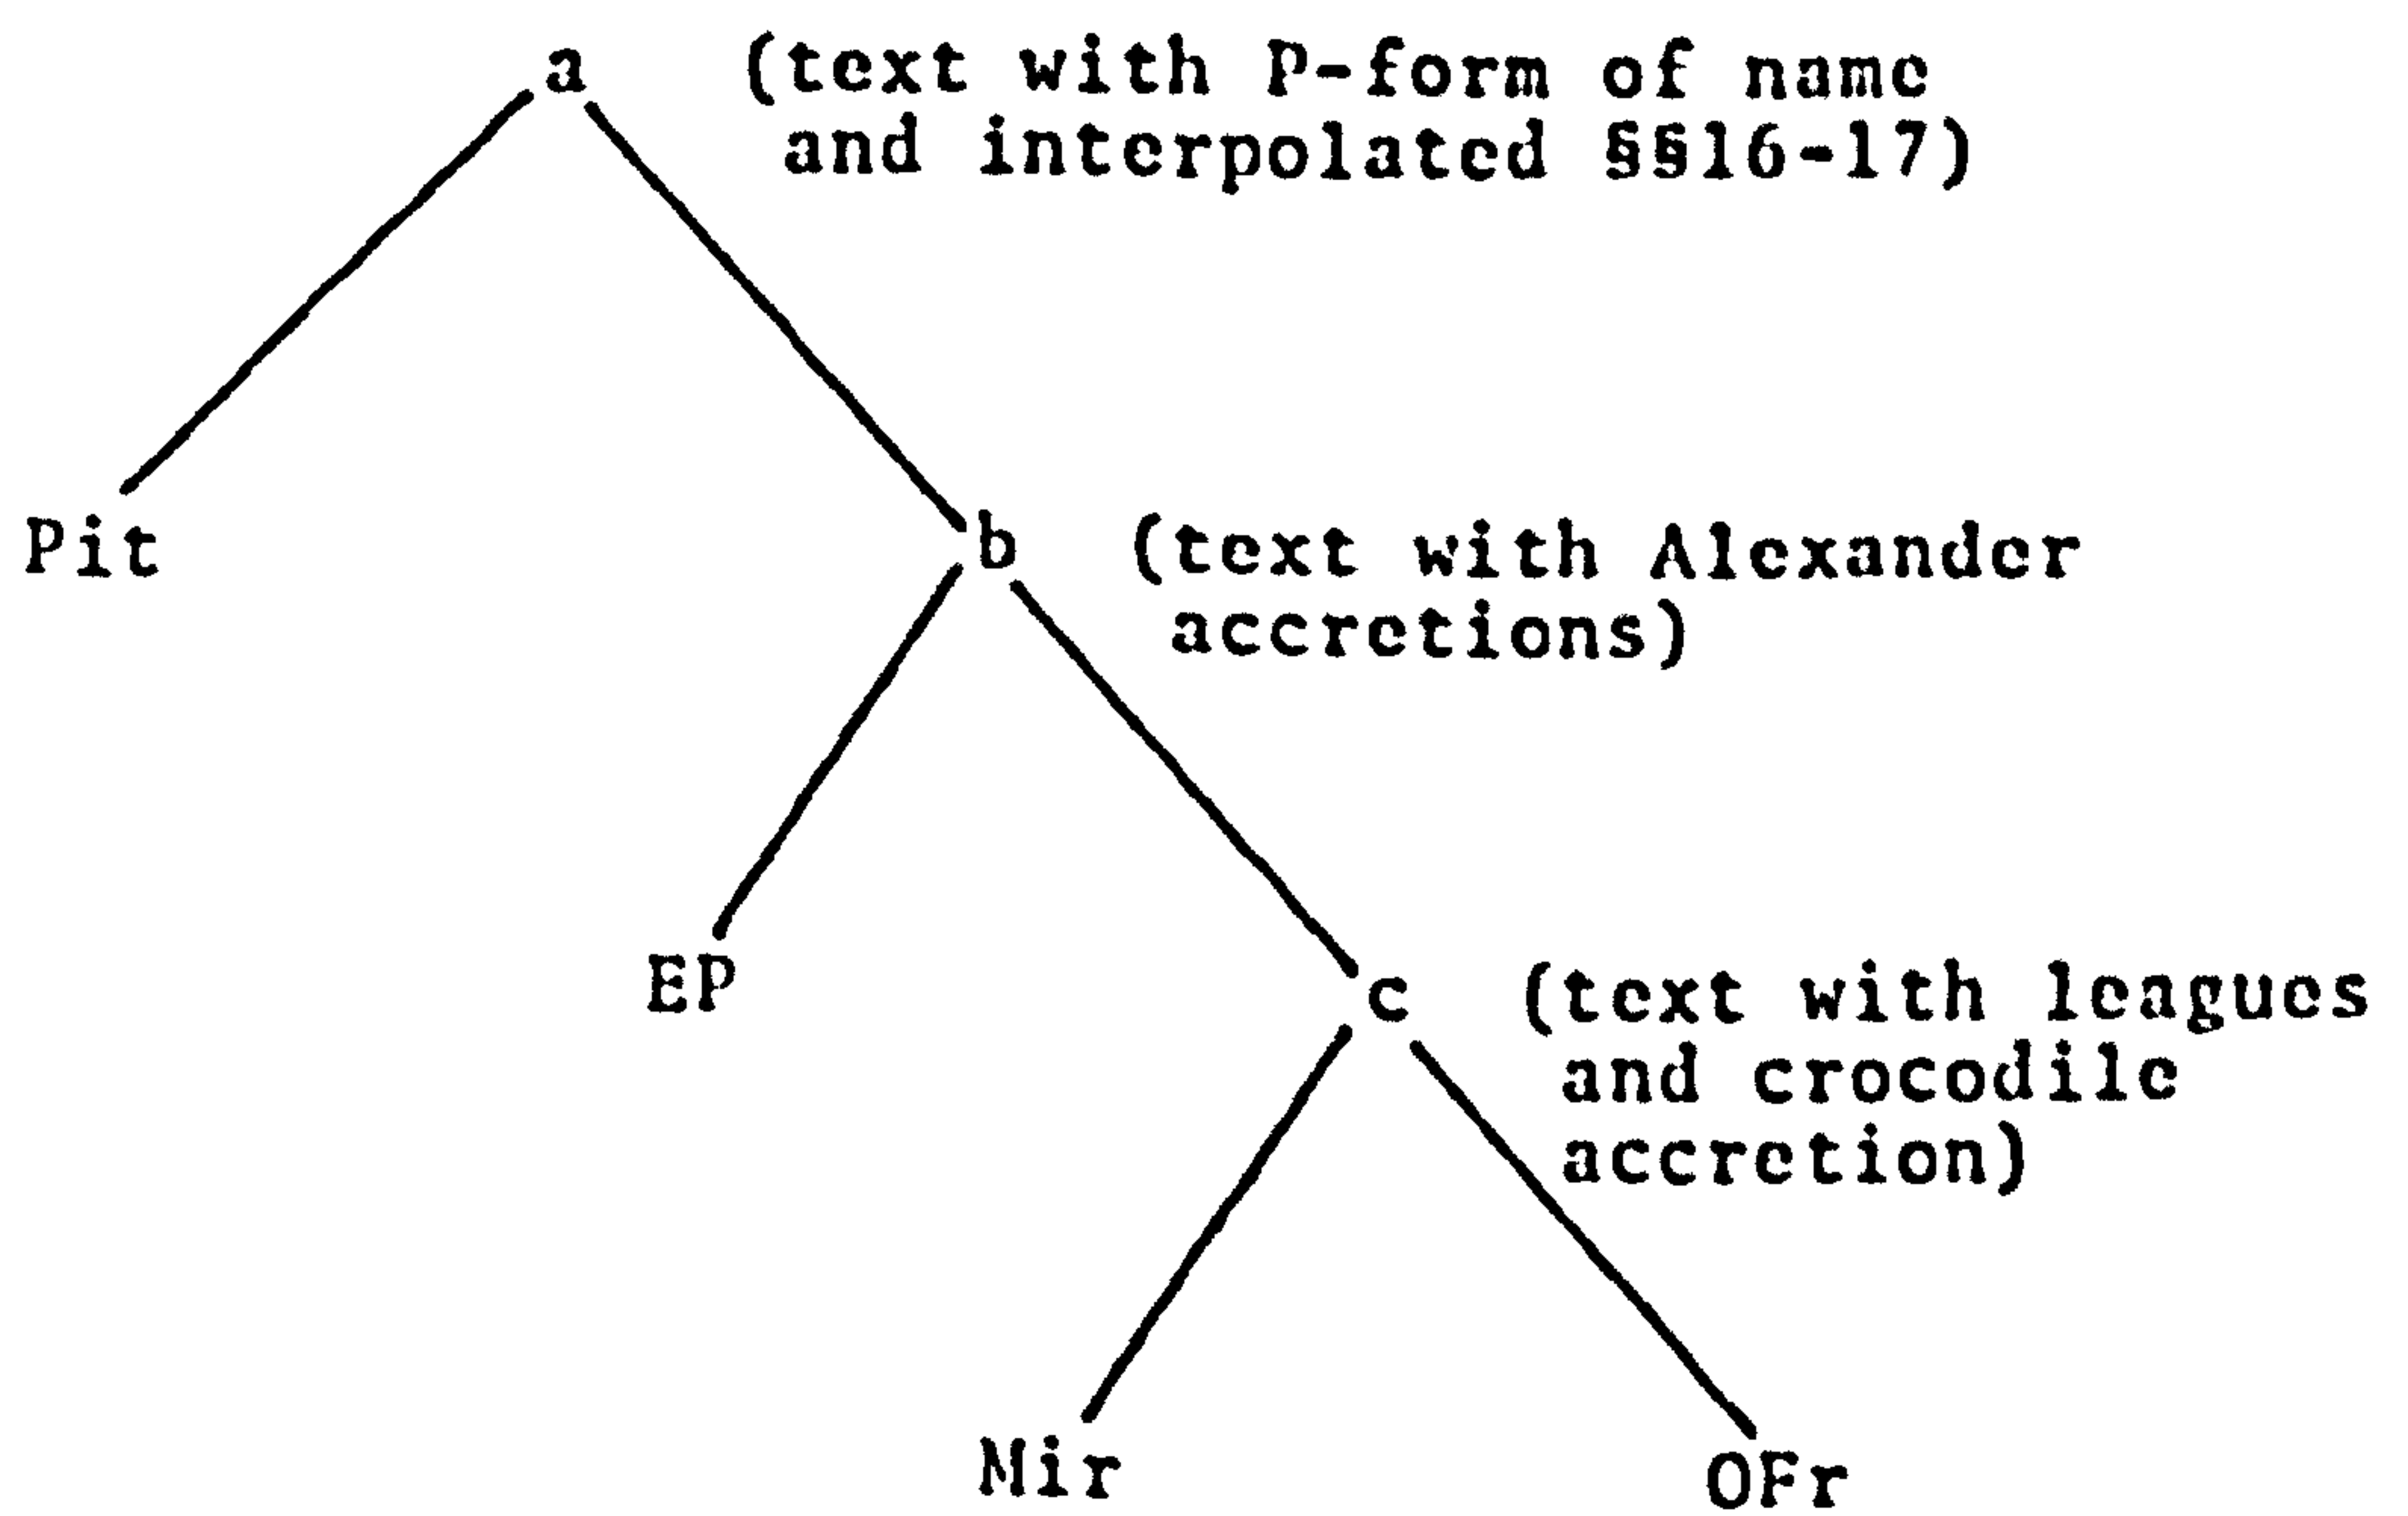 a (text with P-form of name
and interpolated §§16-17)
Pit
b (text with Alexander
accretions)
EP
c (text with leagues
and crocodile
accretion)
Mir
OFr